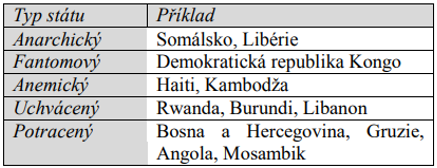 Typ státu Příklad
Anarchický Somálsko, Libérie
Fantomový Demokratická republika Kongo
Anemický Haiti, Kambodža
Uchvácený Rwanda, Burundi, Libanon
Potracený Bosna a Hercegovina, Gruzie,
Angola, Mosambik